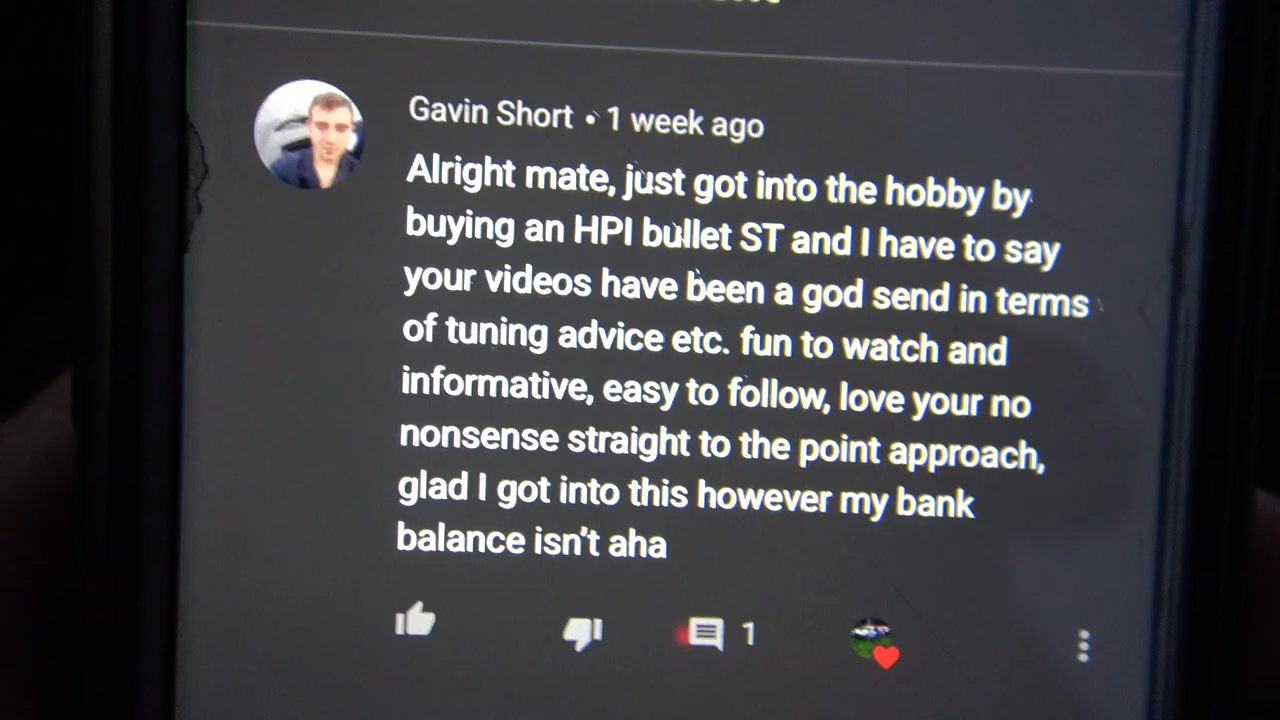 Gavin Short • 1 week ago
Alright mate, just got into the hobby by
buying an HPI bullet ST and I have to say
your videos have been a god send in terms
of tuning advice etc. fun to watch and
informative, easy to follow, love your no
nonsense straight to the point approach,
glad I got into this however my bank
balance isn't aha
1